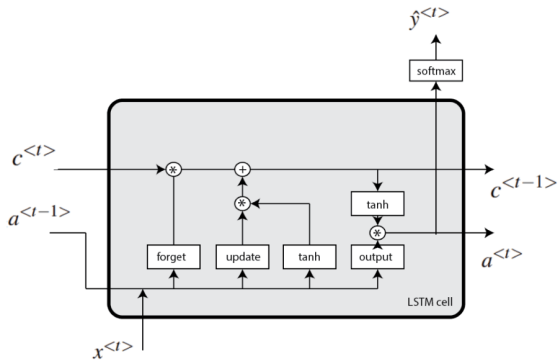 ŷ^{<t>}
softmax
c^{<t>}
* +
c^{<t-1>}
a^{<t-1>}
* tanh
*
forget update tanh output
a^{<t>}
LSTM cell
x^{<t>}